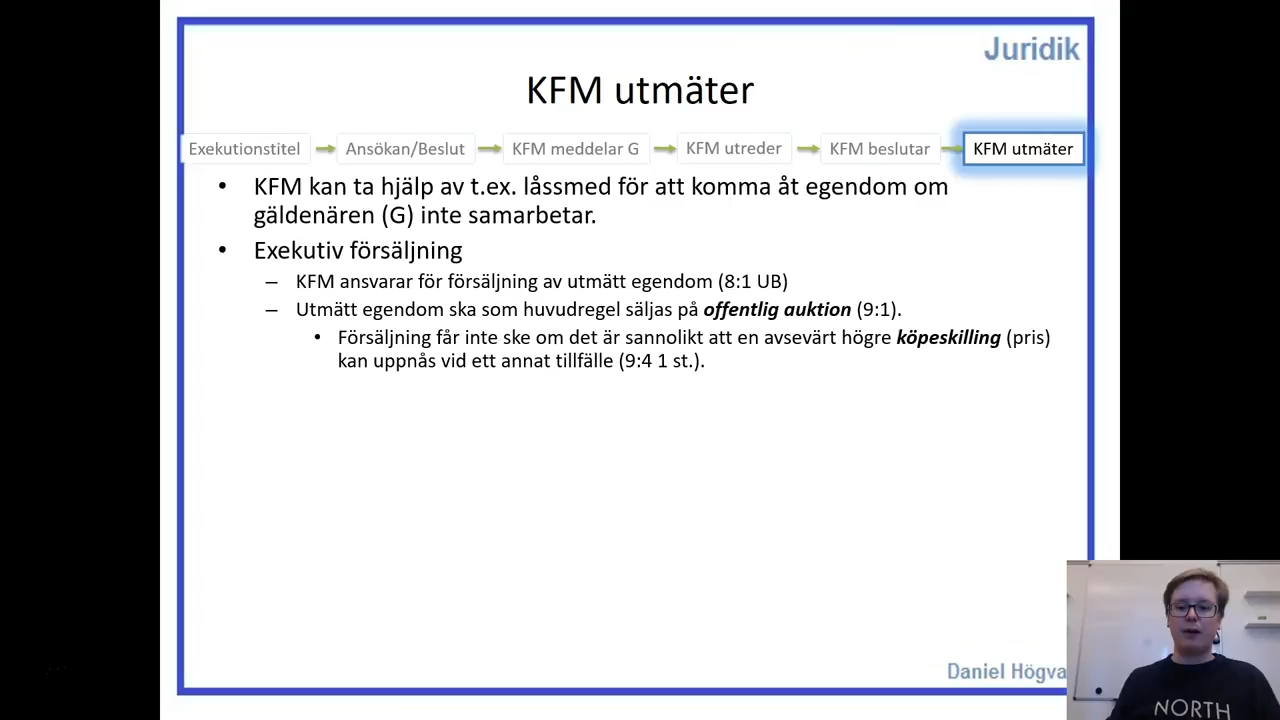 Juridik
KFM utmäter
Exekutionstitel
Ansökan/Beslut
KFM meddelar G
KFM utreder
KFM beslutar
KFM utmäter
• KFM kan ta hjälp av t.ex. låssmed för att komma åt egendom om
gäldenären (G) inte samarbetar.
• Exekutiv försäljning
– KFM ansvarar för försäljning av utmätt egendom (8:1 UB)
– Utmätt egendom ska som huvudregel säljas på offentlig auktion (9:1).
• Försäljning får inte ske om det är sannolikt att en avsevärt högre köpeskilling (pris)
kan uppnås vid ett annat tillfälle (9:4 1 st.).
Daniel Högva
NORTH